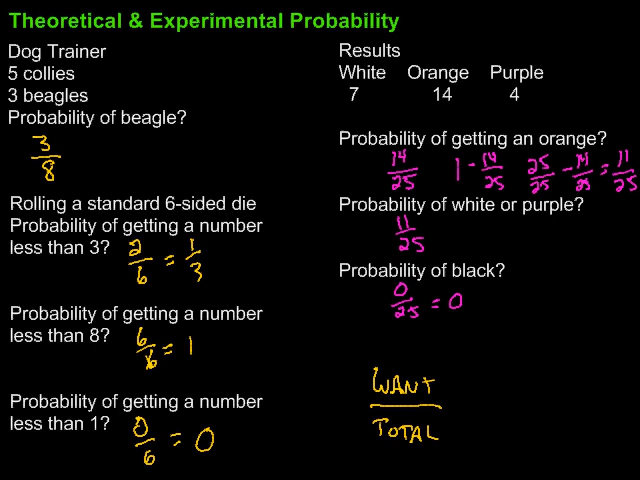 Theoretical & Experimental Probability
Dog Trainer
5 collies
3 beagles
Probability of beagle?
3/8
Rolling a standard 6-sided die
Probability of getting a number
less than 3? 2/6 = 1/3
Probability of getting a number
less than 8? 6/6 = 1
Probability of getting a number
less than 1? 0/6 = 0
Results
White Orange Purple
7 14 4
Probability of getting an orange?
14/25 1 - 14/25 25/25 - 14/25 = 11/25
Probability of white or purple?
11/25
Probability of black?
0/25 = 0
WANT
TOTAL